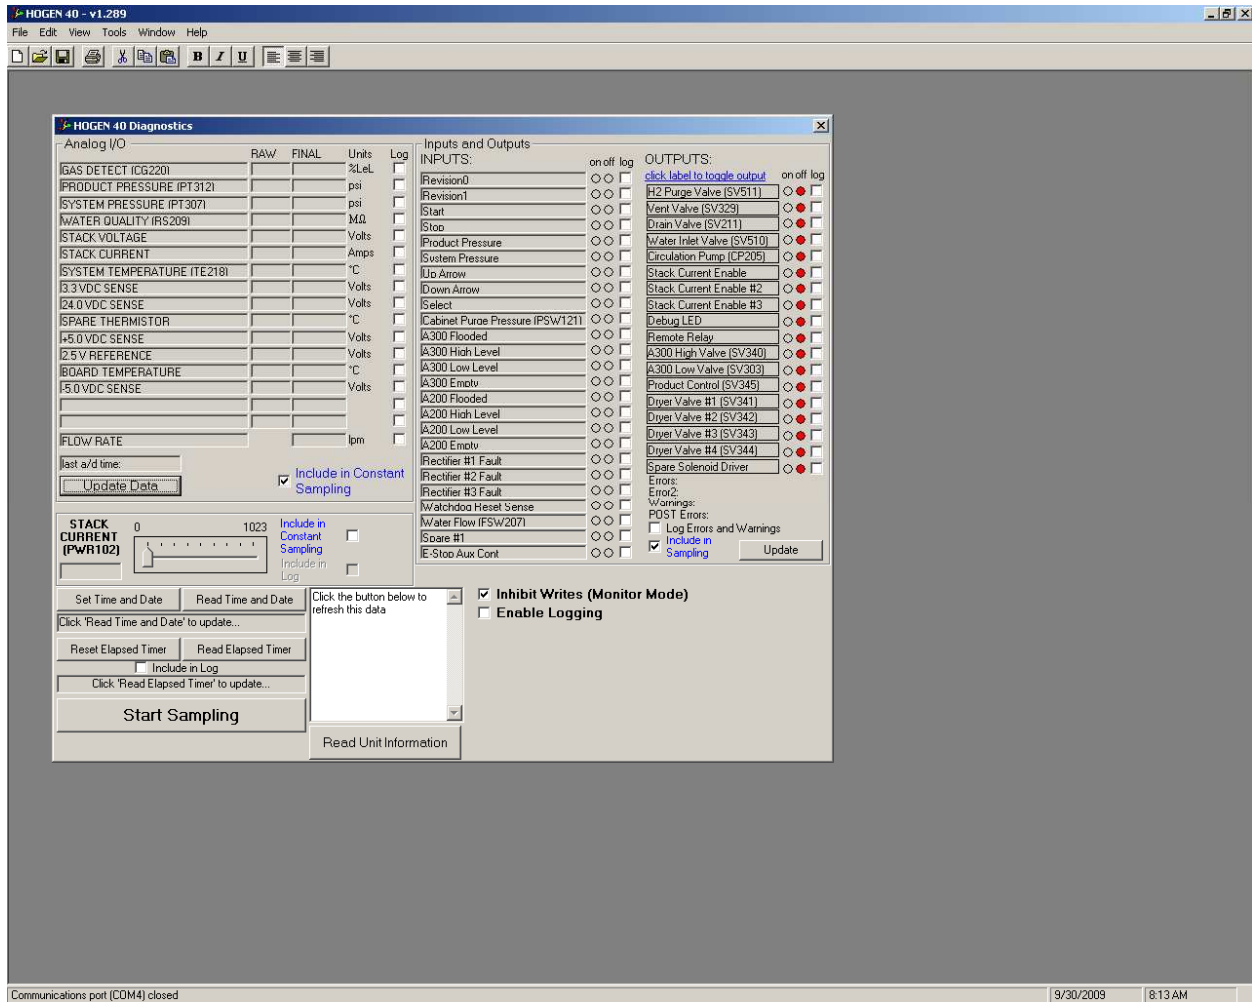 HOGEN 40 - v1.289
File Edit View Tools Window Help
B I U
HOGEN 40 Diagnostics
Analog I/O
RAW FINAL Units Log
GAS DETECT (CG220) %LeL
PRODUCT PRESSURE (PT312) psi
SYSTEM PRESSURE (PT307) psi
WATER QUALITY (RS209) MΩ
STACK VOLTAGE Volts
STACK CURRENT Amps
SYSTEM TEMPERATURE (TE218) °C
3.3 VDC SENSE Volts
24.0 VDC SENSE Volts
SPARE THERMISTOR °C
+5.0 VDC SENSE Volts
2.5 V REFERENCE Volts
BOARD TEMPERATURE °C
-5.0 VDC SENSE Volts
FLOW RATE lpm
last a/d time:
Update Data
Include in Constant
Sampling
STACK
CURRENT
(PWR102)
0 1023
Include in
Constant
Sampling
Include in
Log
Set Time and Date Read Time and Date
Click 'Read Time and Date' to update...
Reset Elapsed Timer Read Elapsed Timer
Include in Log
Click 'Read Elapsed Timer' to update...
Start Sampling
Click the button below to
refresh this data
Read Unit Information
Inputs and Outputs
INPUTS: on off log
Revision0
Revision1
Start
Stop
Product Pressure
System Pressure
Up Arrow
Down Arrow
Select
Cabinet Purge Pressure (PSW121)
A300 Flooded
A300 High Level
A300 Low Level
A300 Empty
A200 Flooded
A200 High Level
A200 Low Level
A200 Empty
Rectifier #1 Fault
Rectifier #2 Fault
Rectifier #3 Fault
Watchdog Reset Sense
Water Flow (FSW207)
Spare #1
E-Stop Aux Cont
OUTPUTS:
click label to toggle output on off log
H2 Purge Valve (SV511)
Vent Valve (SV329)
Drain Valve (SV211)
Water Inlet Valve (SV510)
Circulation Pump (CP205)
Stack Current Enable
Stack Current Enable #2
Stack Current Enable #3
Debug LED
Remote Relay
A300 High Valve (SV340)
A300 Low Valve (SV303)
Product Control (SV345)
Dryer Valve #1 (SV341)
Dryer Valve #2 (SV342)
Dryer Valve #3 (SV343)
Dryer Valve #4 (SV344)
Spare Solenoid Driver
Errors:
Error2:
Warnings:
POST Errors:
Log Errors and Warnings
Include in
Sampling
Update
Inhibit Writes (Monitor Mode)
Enable Logging
Communications port (COM4) closed
9/30/2009
8:13 AM